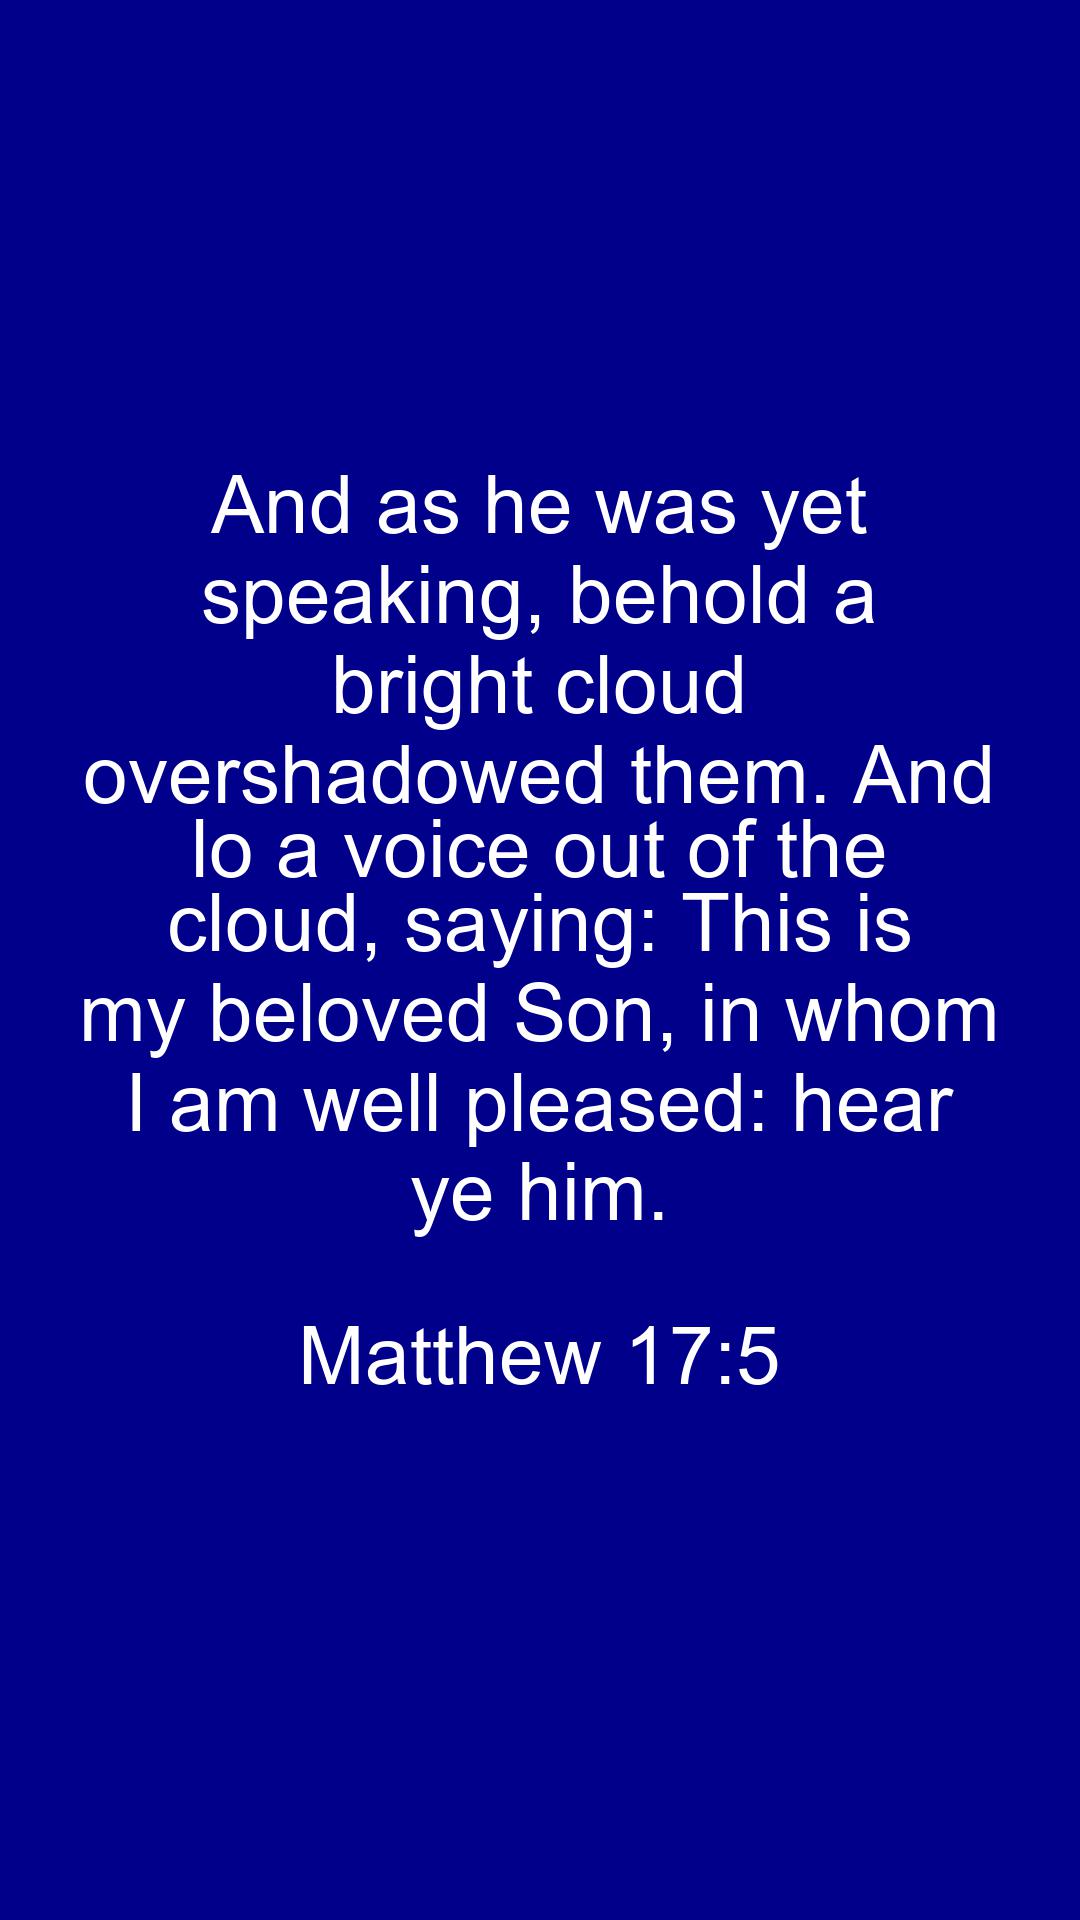 And as he was yet
speaking, behold a
bright cloud
overshadowed them. And
lo a voice out of the
cloud, saying: This is
my beloved Son, in whom
I am well pleased: hear
ye him.
Matthew 17:5